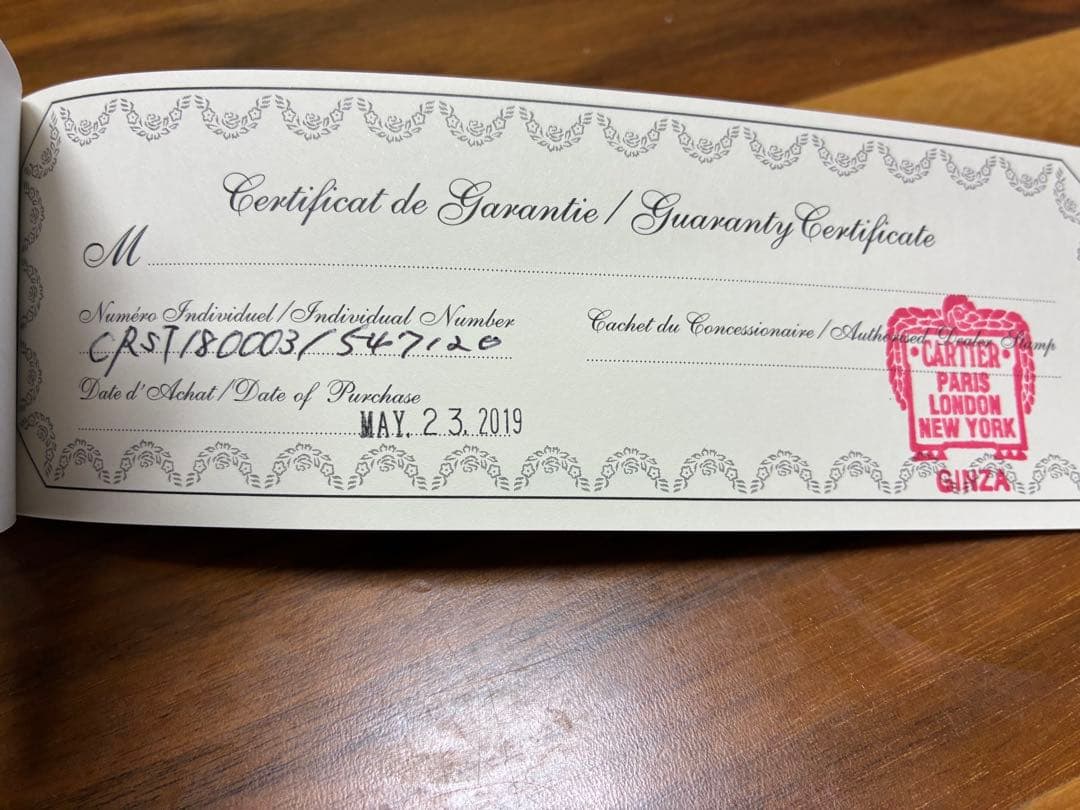 Certificat de Garantie / Guaranty Certificate
M
Numéro Individuel / Individual Number
CRST180003/547120
Cachet du Concessionaire / Authorised Dealer Stamp
Date d'Achat / Date of Purchase
MAY. 23. 2019
·CARTIER·
PARIS
LONDON
NEW YORK
GINZA